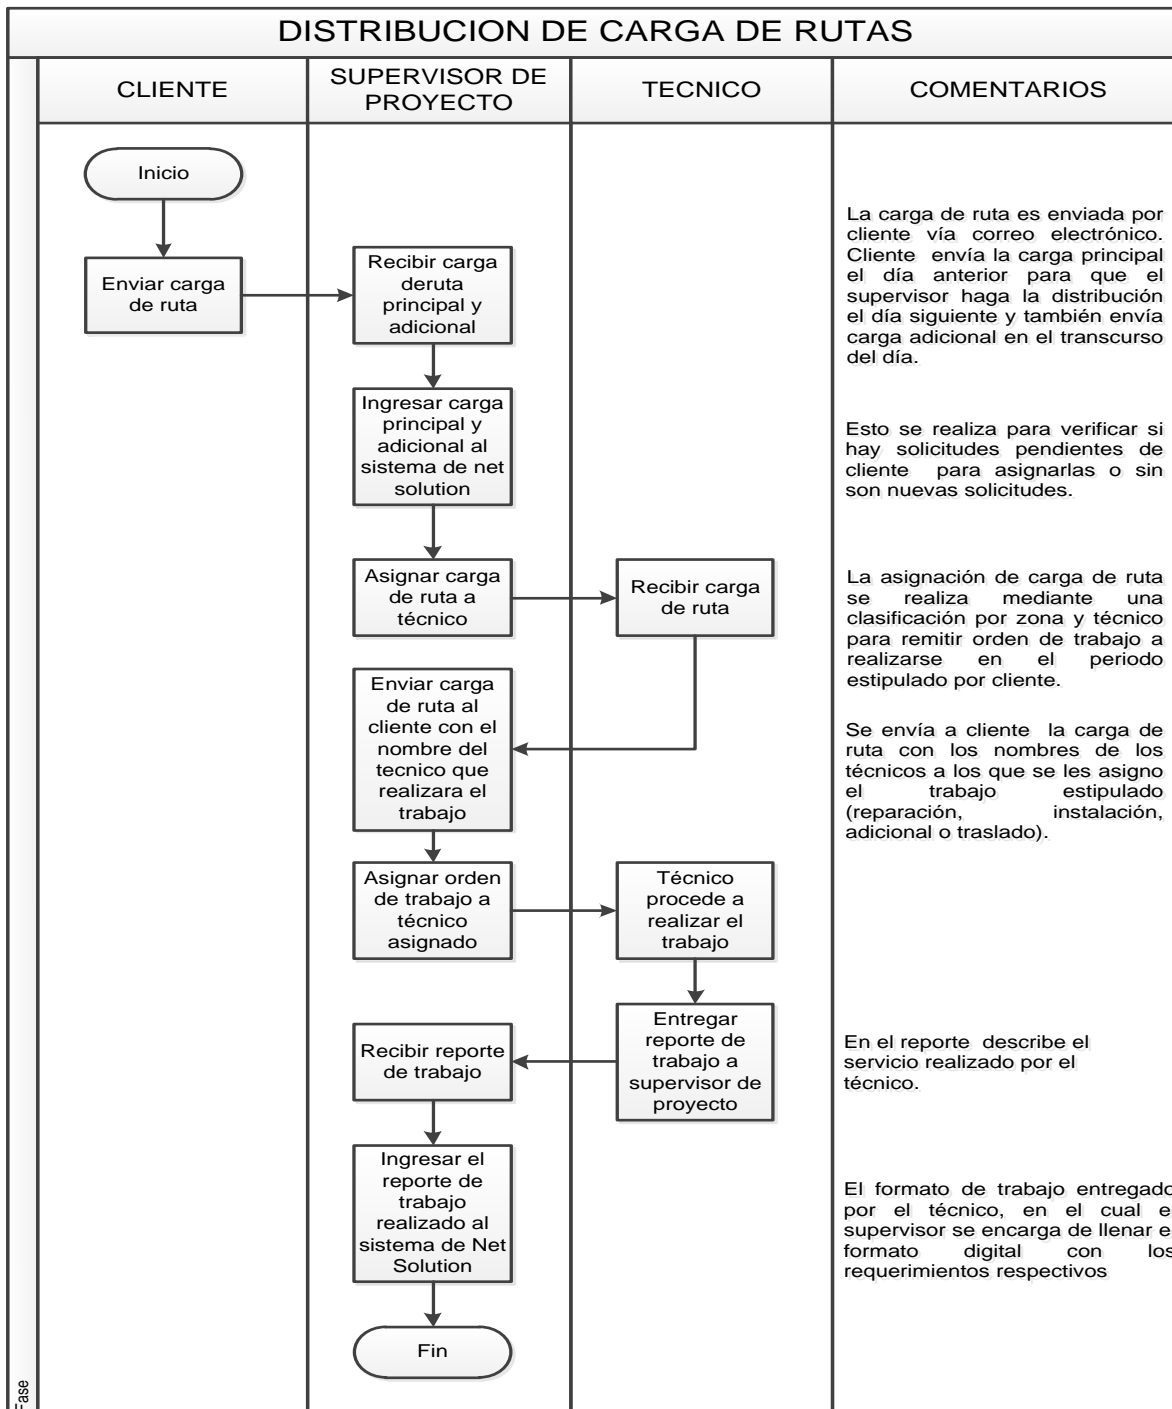 DISTRIBUCION DE CARGA DE RUTAS
CLIENTE
SUPERVISOR DE
PROYECTO
TECNICO
COMENTARIOS
Inicio
Enviar carga
de ruta
Recibir carga
deruta
principal y
adicional
La carga de ruta es enviada por
cliente vía correo electrónico.
Cliente envía la carga principal
el día anterior para que el
supervisor haga la distribución
el día siguiente y también envía
carga adicional en el transcurso
del día.
Ingresar carga
principal y
adicional al
sistema de net
solution
Esto se realiza para verificar si
hay solicitudes pendientes de
cliente para asignarlas o sin
son nuevas solicitudes.
Asignar carga
de ruta a
técnico
Recibir carga
de ruta
La asignación de carga de ruta
se realiza mediante una
clasificación por zona y técnico
para remitir orden de trabajo a
realizarse en el periodo
estipulado por cliente.
Enviar carga
de ruta al
cliente con el
nombre del
tecnico que
realizara el
trabajo
Se envía a cliente la carga de
ruta con los nombres de los
técnicos a los que se les asigno
el trabajo estipulado
(reparación, instalación,
adicional o traslado).
Asignar orden
de trabajo a
técnico
asignado
Técnico
procede a
realizar el
trabajo
Entregar
reporte de
trabajo a
supervisor de
proyecto
Recibir reporte
de trabajo
En el reporte describe el
servicio realizado por el
técnico.
Ingresar el
reporte de
trabajo
realizado al
sistema de Net
Solution
El formato de trabajo entregado
por el técnico, en el cual e
supervisor se encarga de llenar e
formato digital con los
requerimientos respectivos
Fin
Fase